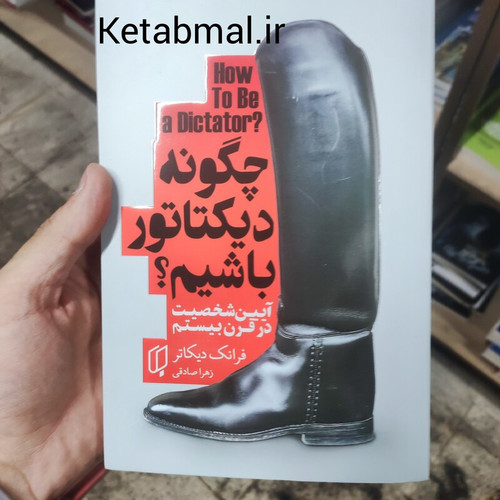 Ketabmal.ir
How
To Be
a Dictator?
چگونه
دیکتاتور
باشیم؟
آیین شخصیت
در قرن بیستم
فرانک دیکاتر
زهرا صادقی